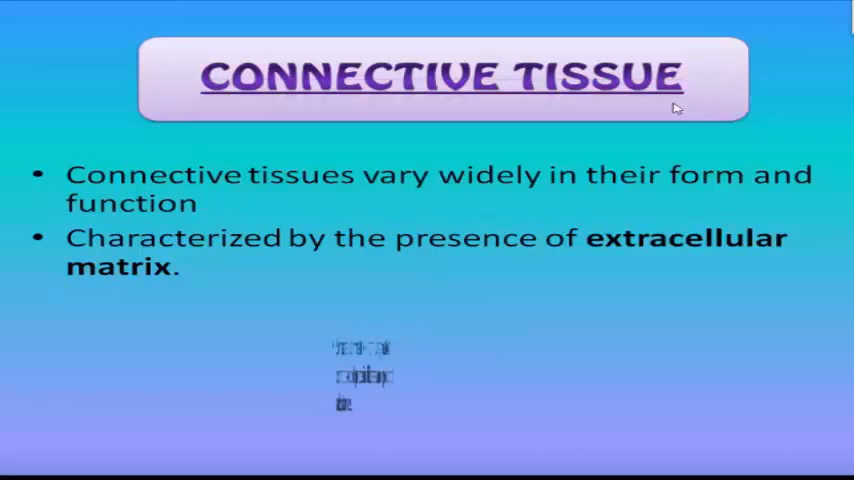 CONNECTIVE TISSUE
• Connective tissues vary widely in their form and
function
• Characterized by the presence of extracellular
matrix.